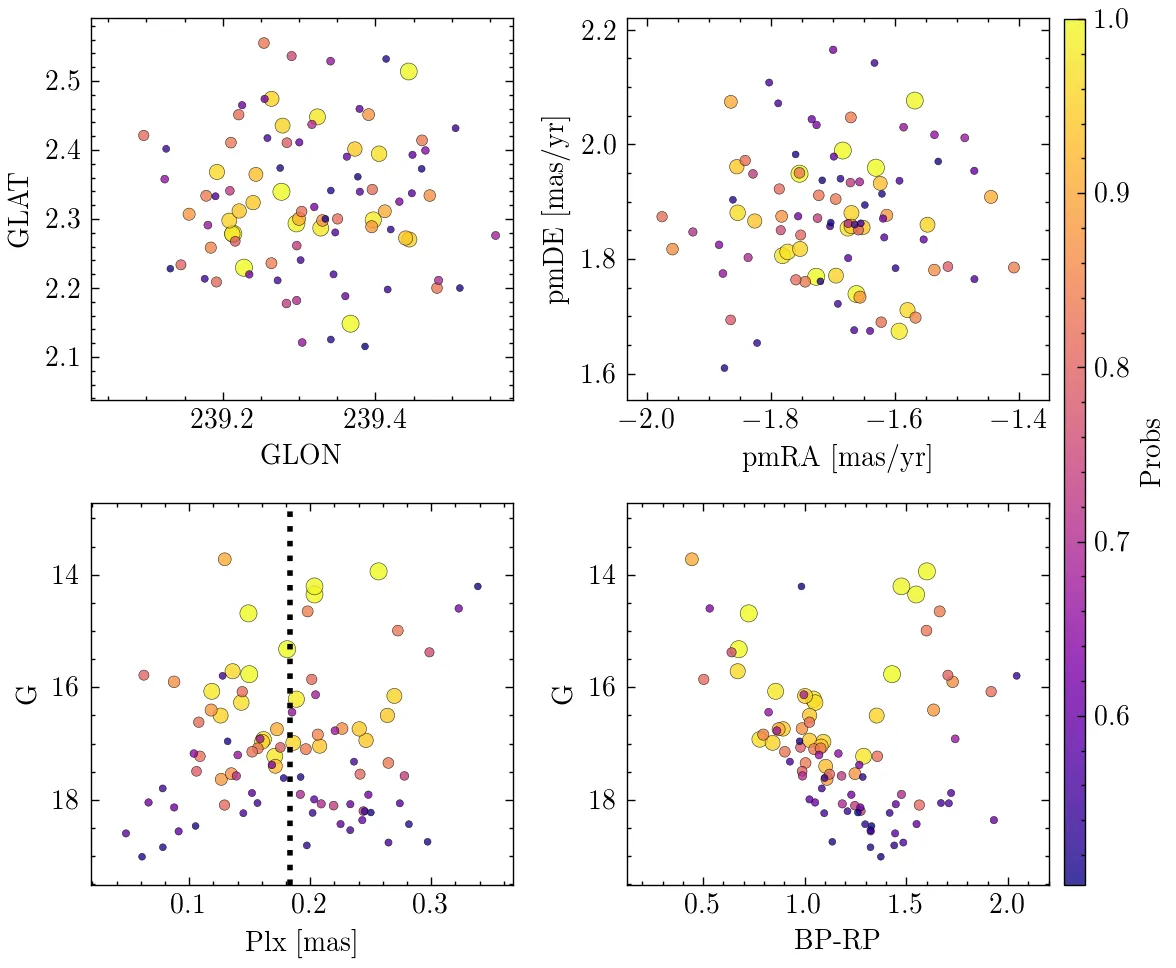 2.5
2.4
2.3
2.2
2.1
GLAT
239.2 239.4
GLON
2.2
2.0
1.8
1.6
pmDE [mas/yr]
−2.0 −1.8 −1.6 −1.4
pmRA [mas/yr]
14
16
18
G
0.1 0.2 0.3
Plx [mas]
14
16
18
G
0.5 1.0 1.5 2.0
BP-RP
1.0
0.9
0.8
0.7
0.6
Probs